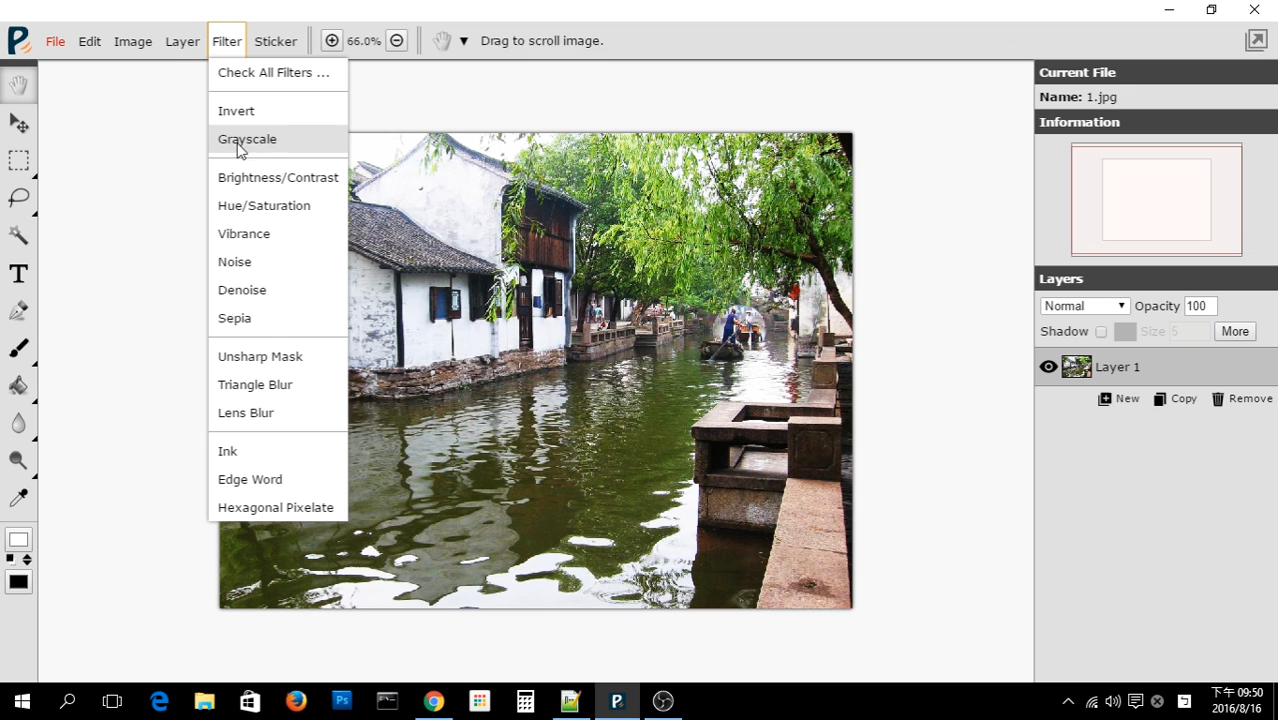 File Edit Image Layer Filter Sticker 66.0% Drag to scroll image.
Check All Filters ...
Invert
Grayscale
Brightness/Contrast
Hue/Saturation
Vibrance
Noise
Denoise
Sepia
Unsharp Mask
Triangle Blur
Lens Blur
Ink
Edge Word
Hexagonal Pixelate
T
Current File
Name: 1.jpg
Information
Layers
Normal Opacity 100
Shadow Size 5 More
Layer 1
New Copy Remove
Ps
下午 09:50
2016/8/16